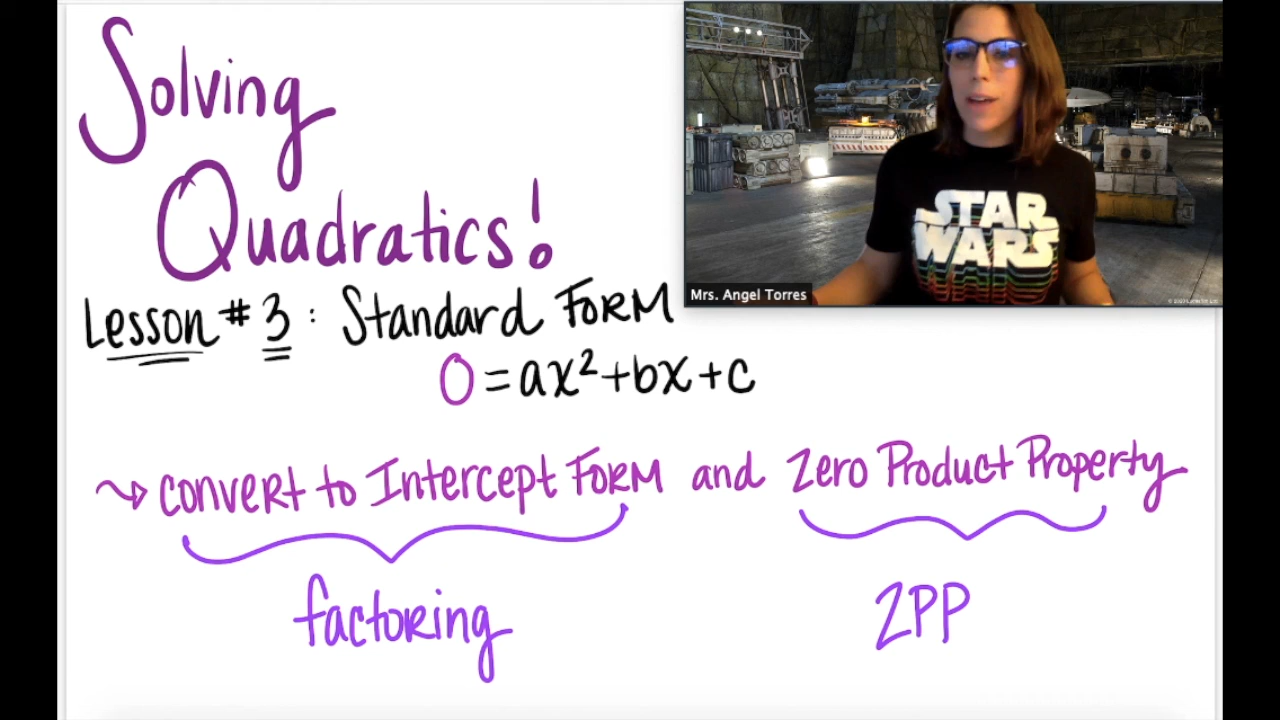 Solving
Quadratics!
Lesson #3: Standard FORM
0=ax²+bx+c
⤳ convert to Intercept FORM and Zero Product Property
factoring
ZPP
STAR
WARS
Mrs. Angel Torres